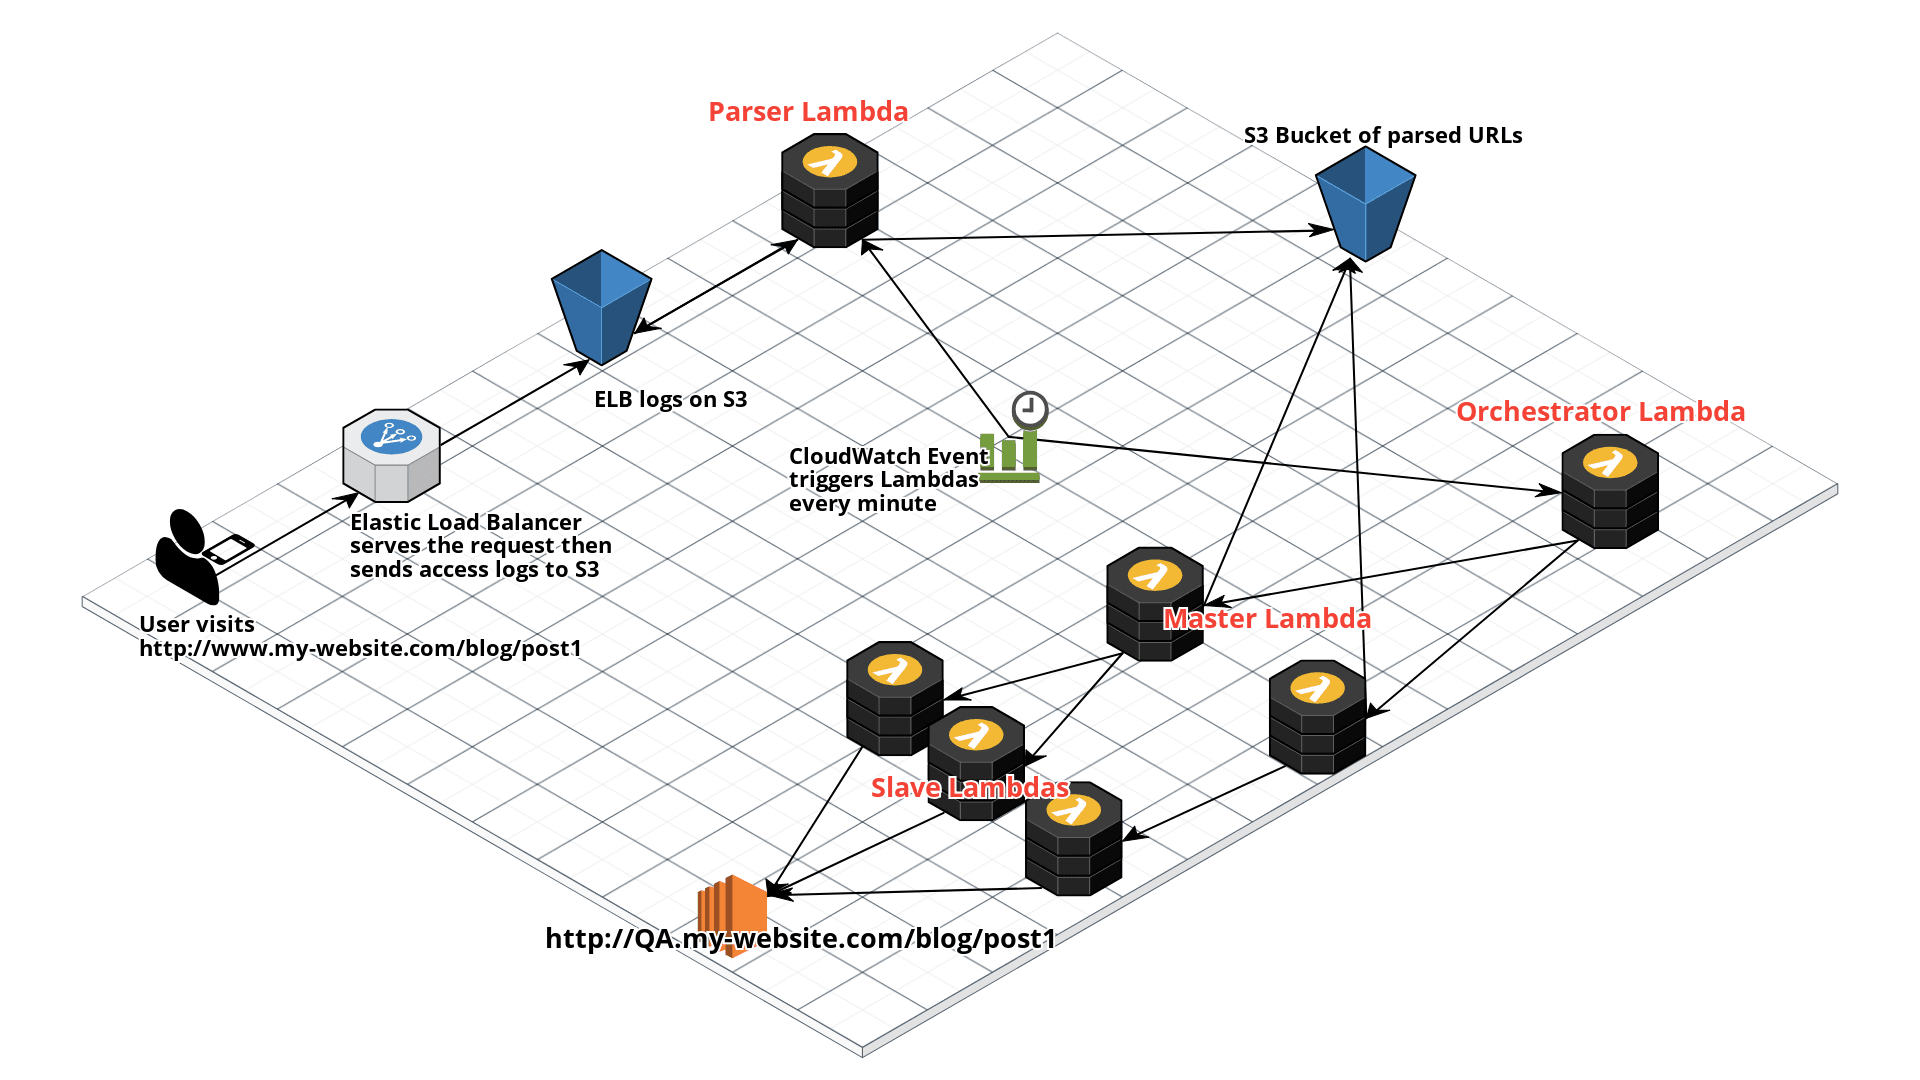 Parser Lambda
S3 Bucket of parsed URLs
ELB logs on S3
Orchestrator Lambda
CloudWatch Event
triggers Lambdas
every minute
Elastic Load Balancer
serves the request then
sends access logs to S3
User visits
http://www.my-website.com/blog/post1
Master Lambda
Slave Lambdas
http://QA.my-website.com/blog/post1